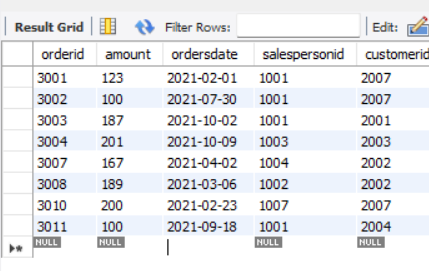 Result Grid Filter Rows: Edit:
orderid amount ordersdate salespersonid customerid
3001 123 2021-02-01 1001 2007
3002 100 2021-07-30 1001 2007
3003 187 2021-10-02 1001 2001
3004 201 2021-10-09 1003 2003
3007 167 2021-04-02 1004 2002
3008 189 2021-03-06 1002 2002
3010 200 2021-02-23 1007 2007
3011 100 2021-09-18 1001 2004
NULL NULL NULL NULL